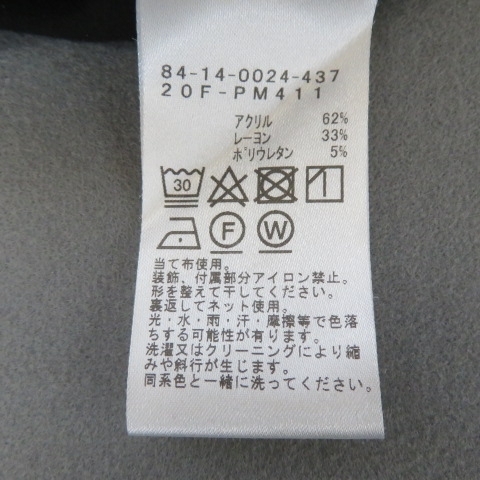 84-14-0024-437
20F-PM411
アクリル 62%
レーヨン 33%
ポリウレタン 5%
30
F W
当て布使用。
装飾、付属部分アイロン禁止。
形を整えて干してください。
裏返してネット使用。
光・水・雨・汗・摩擦等で色落
ちする可能性が有ります。
洗濯又はクリーニングにより縮
みや斜行が生じます。
同系色と一緒に洗ってください。